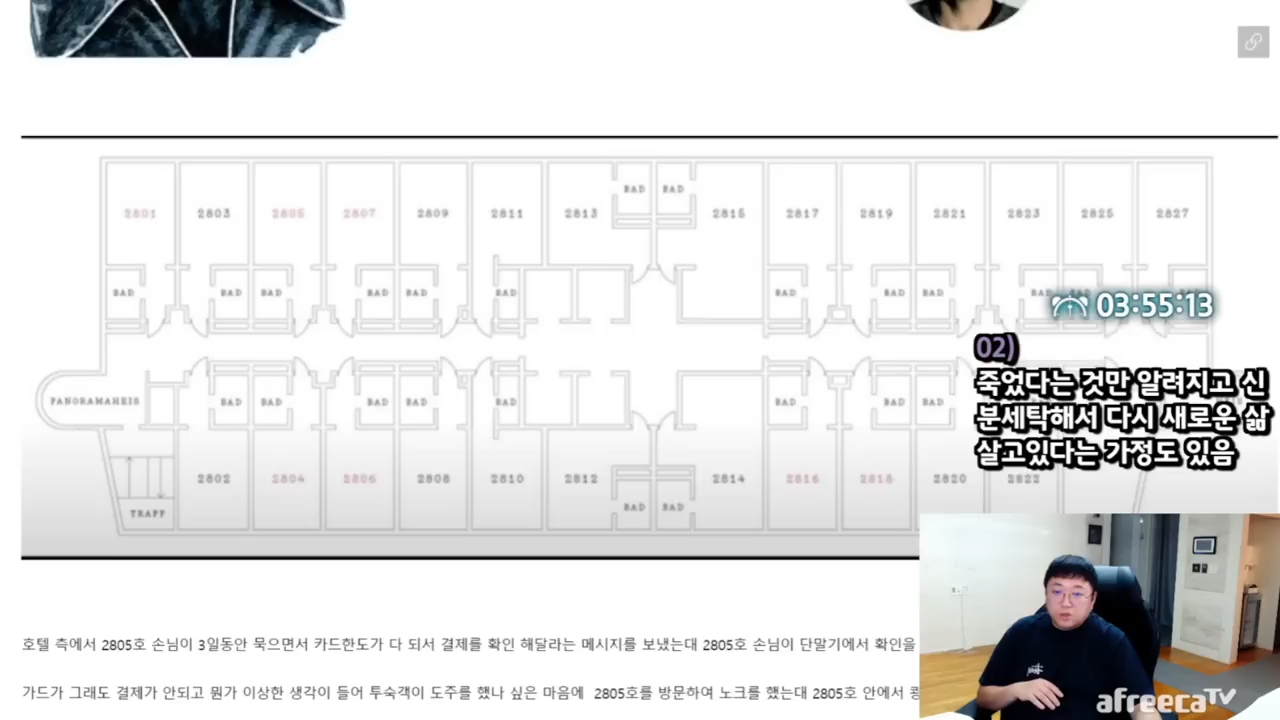 BAD BAD
2801 2803 2805 2807 2809 2811 2813 2815 2817 2819 2821 2823 2825 2827
BAD BAD BAD BAD BAD BAD BAD BAD BAD BAD
03:55:13
02)
죽었다는 것만 알려지고 신
분세탁해서 다시 새로운 삶
살고있다는 가정도 있음
PANORAMAHEIS BAD BAD BAD BAD BAD BAD BAD BAD
2802 2804 2806 2808 2810 2812 2814 2816 2818 2820 2822
TRAPP BAD BAD
호텔 측에서 2805호 손님이 3일동안 묵으면서 카드한도가 다 되서 결제를 확인 해달라는 메시지를 보냈는대 2805호 손님이 단말기에서 확인을
가드가 그래도 결제가 안되고 뭔가 이상한 생각이 들어 투숙객이 도주를 했나 싶은 마음에 2805호를 방문하여 노크를 했는대 2805호 안에서
afreecaTV